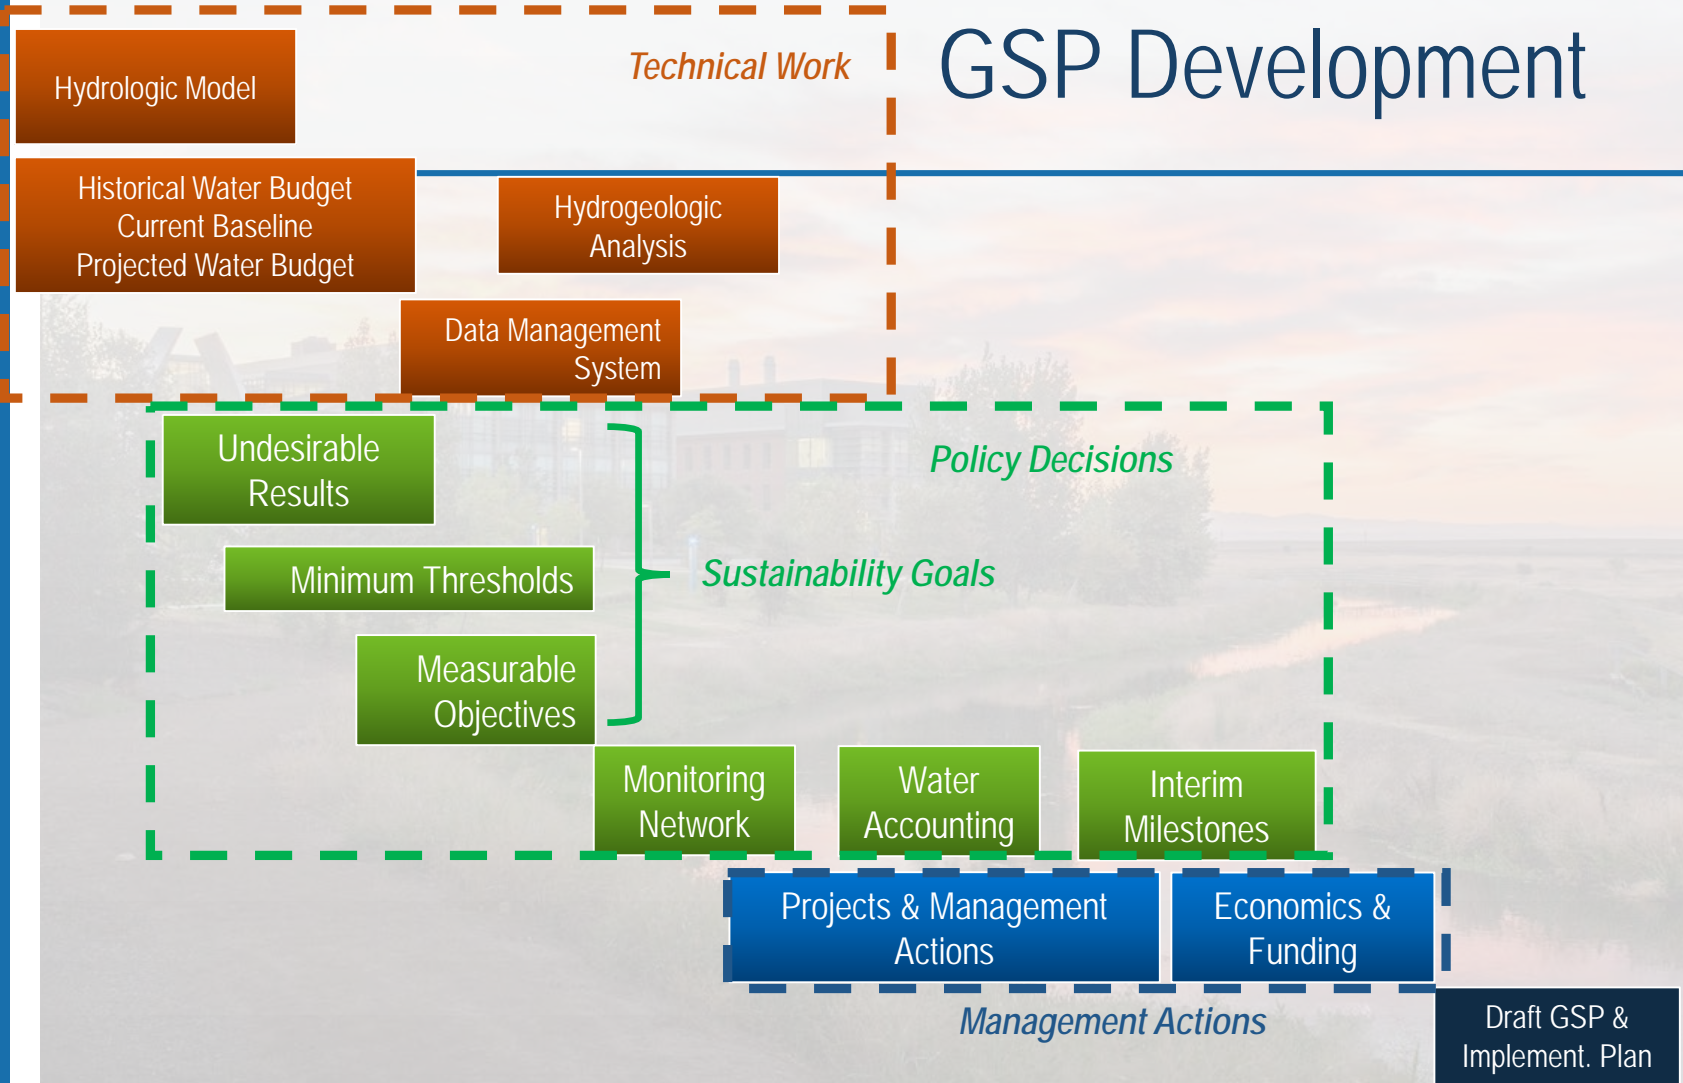 GSP Development
Technical Work
Hydrologic Model
Historical Water Budget
Current Baseline
Projected Water Budget
Hydrogeologic
Analysis
Data Management
System
Policy Decisions
Undesirable
Results
Minimum Thresholds
Sustainability Goals
Measurable
Objectives
Monitoring
Network
Water
Accounting
Interim
Milestones
Projects & Management
Actions
Economics &
Funding
Management Actions
Draft GSP &
Implement. Plan